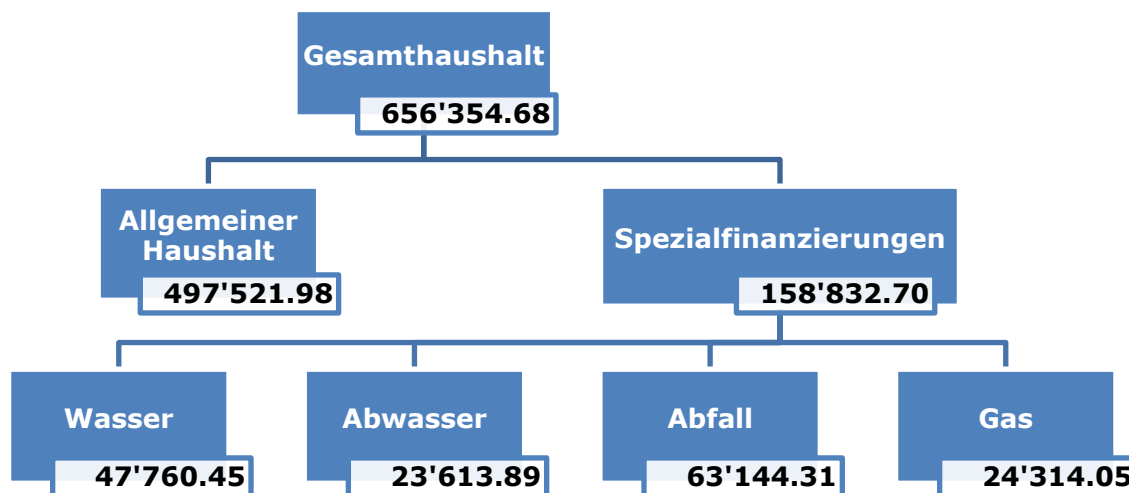 Gesamthaushalt
656'354.68
Allgemeiner
Haushalt
497'521.98
Spezialfinanzierungen
158'832.70
Wasser
47'760.45
Abwasser
23'613.89
Abfall
63'144.31
Gas
24'314.05